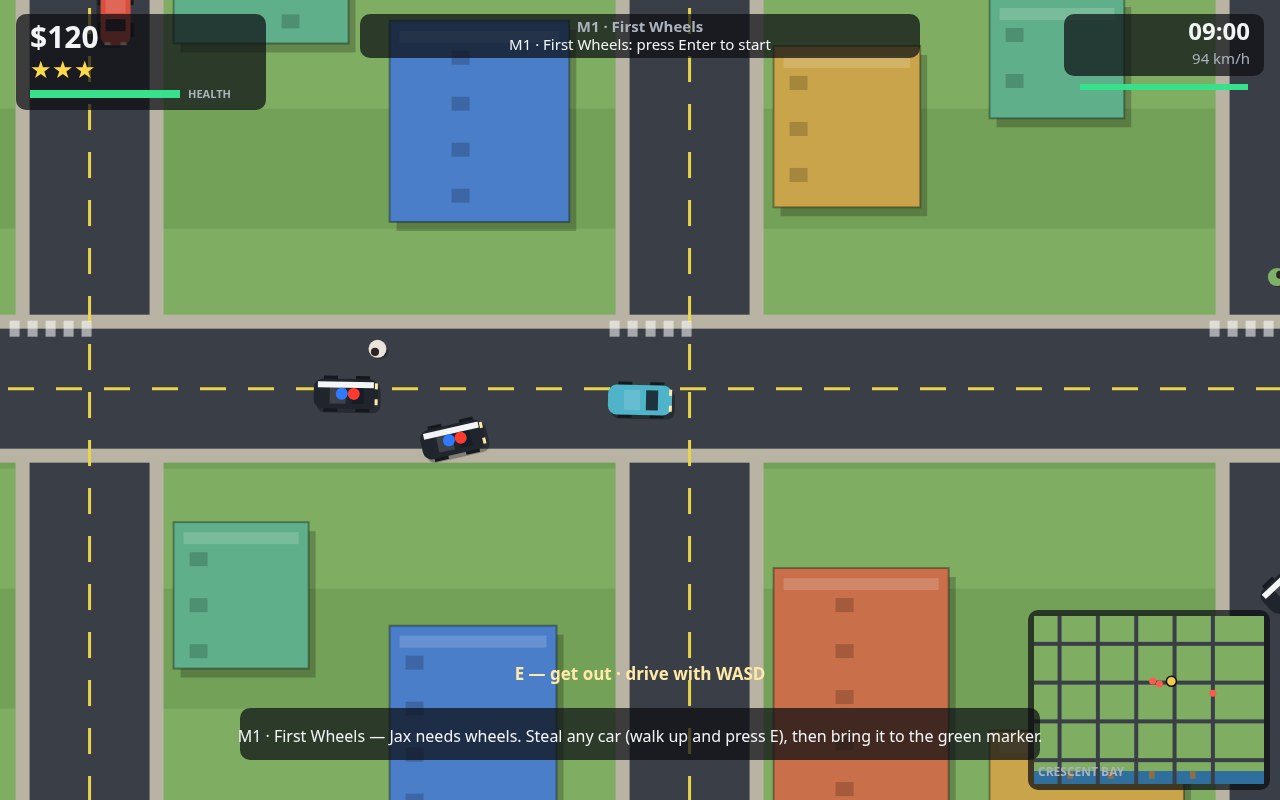 $120
★★★
HEALTH
M1 · First Wheels
M1 · First Wheels: press Enter to start
09:00
94 km/h
E — get out · drive with WASD
M1 · First Wheels — Jax needs wheels. Steal any car (walk up and press E), then bring it to the green marker.
CRESCENT BAY